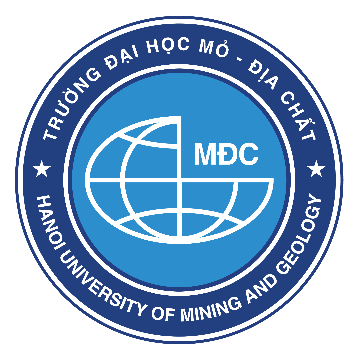 TRƯỜNG ĐẠI HỌC MỎ - ĐỊA CHẤT
MĐC
HANOI UNIVERSITY OF MINING AND GEOLOGY